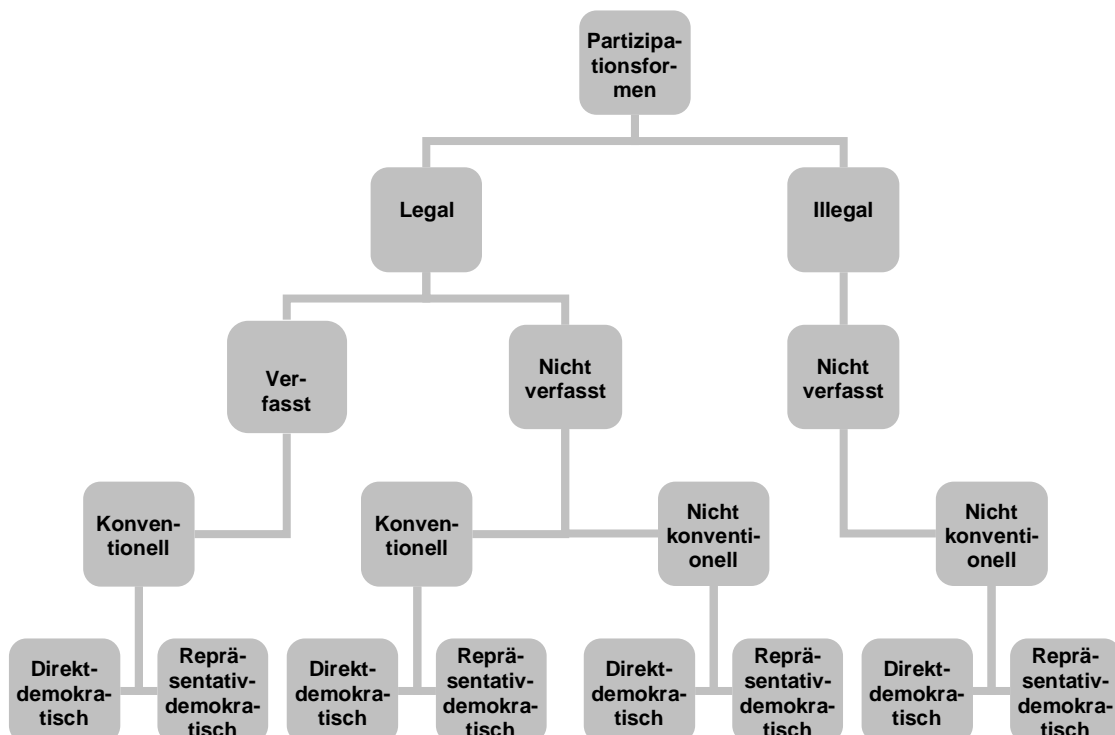 Partizipa-
tionsfor-
men
Legal
Illegal
Ver-
fasst
Nicht
verfasst
Nicht
verfasst
Konven-
tionell
Konven-
tionell
Nicht
konventi-
onell
Nicht
konventi-
onell
Direkt-
demokra-
tisch
Reprä-
sentativ-
demokra-
tisch
Direkt-
demokra-
tisch
Reprä-
sentativ-
demokra-
tisch
Direkt-
demokra-
tisch
Reprä-
sentativ-
demokra-
tisch
Direkt-
demokra-
tisch
Reprä-
sentativ-
demokra-
tisch